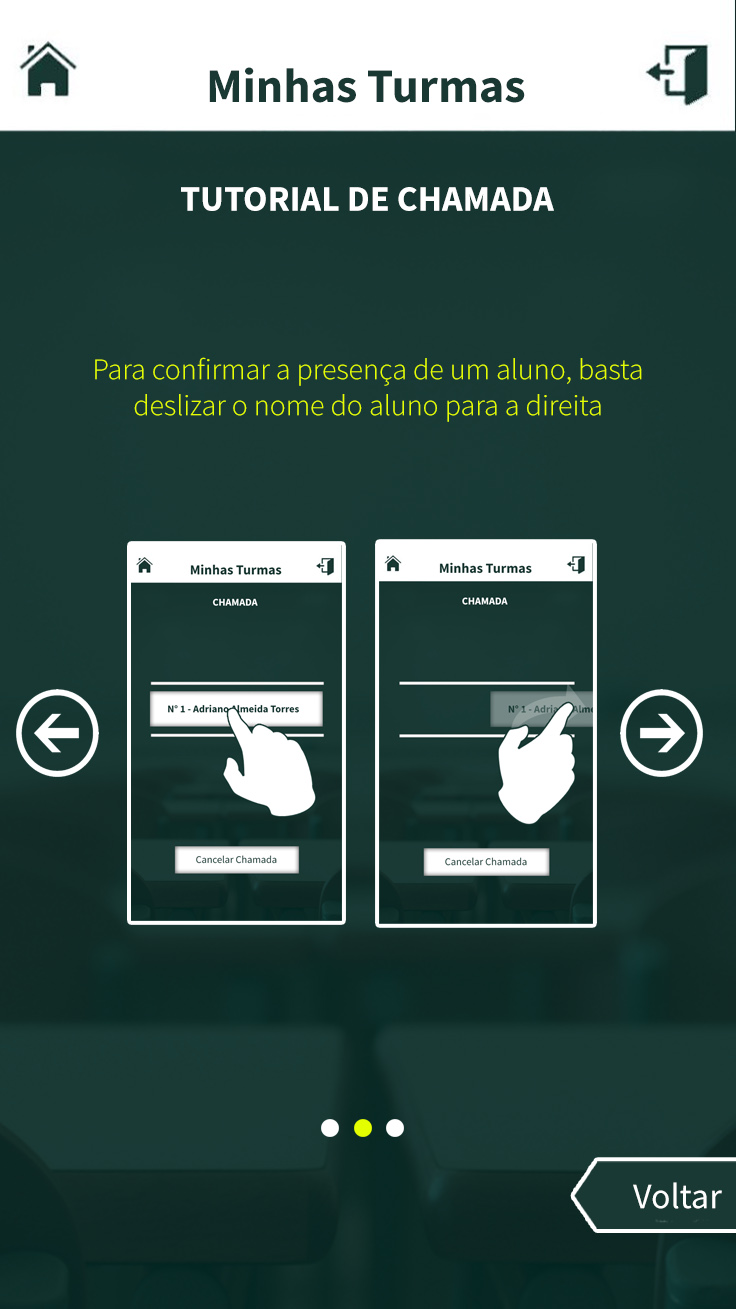 Minhas Turmas
TUTORIAL DE CHAMADA
Para confirmar a presença de um aluno, basta
deslizar o nome do aluno para a direita
Minhas Turmas
CHAMADA
N° 1 - Adriano Almeida Torres
Cancelar Chamada
Minhas Turmas
CHAMADA
N° 1 - Adriano Alme
Cancelar Chamada
Voltar